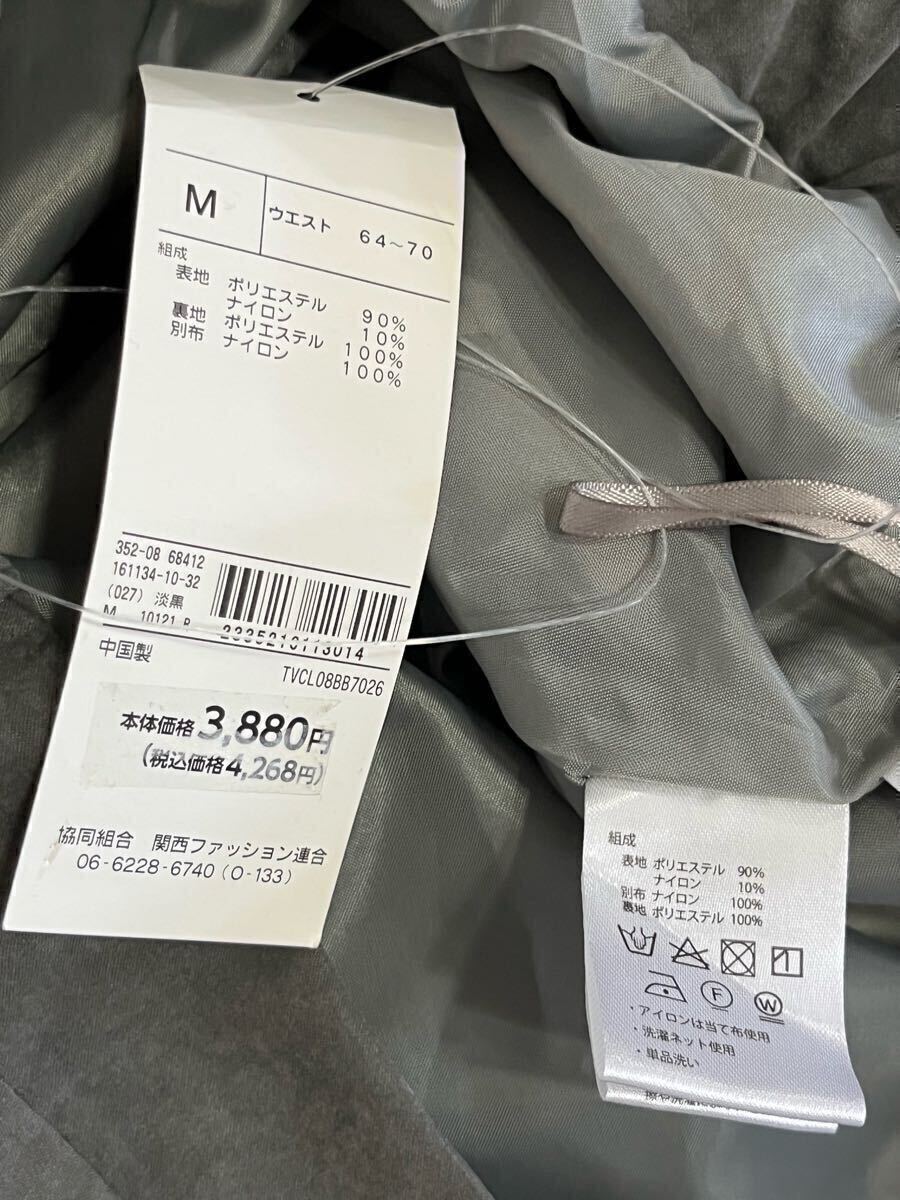 M
ウエスト 64～70
組成
表地 ポリエステル 90%
ナイロン 10%
裏地 ポリエステル 100%
別布 ナイロン 100%
352-08 68412
161134-10-32
(027) 淡黒
M 10121 R
2335210113014
中国製
TVCL08BB7026
本体価格3,880円
(税込価格4,268円)
協同組合 関西ファッション連合
06-6228-6740(O-133)
組成
表地 ポリエステル 90%
ナイロン 10%
別布 ナイロン 100%
裏地 ポリエステル 100%
F
W
・アイロンは当て布使用
・洗濯ネット使用
・単品洗い